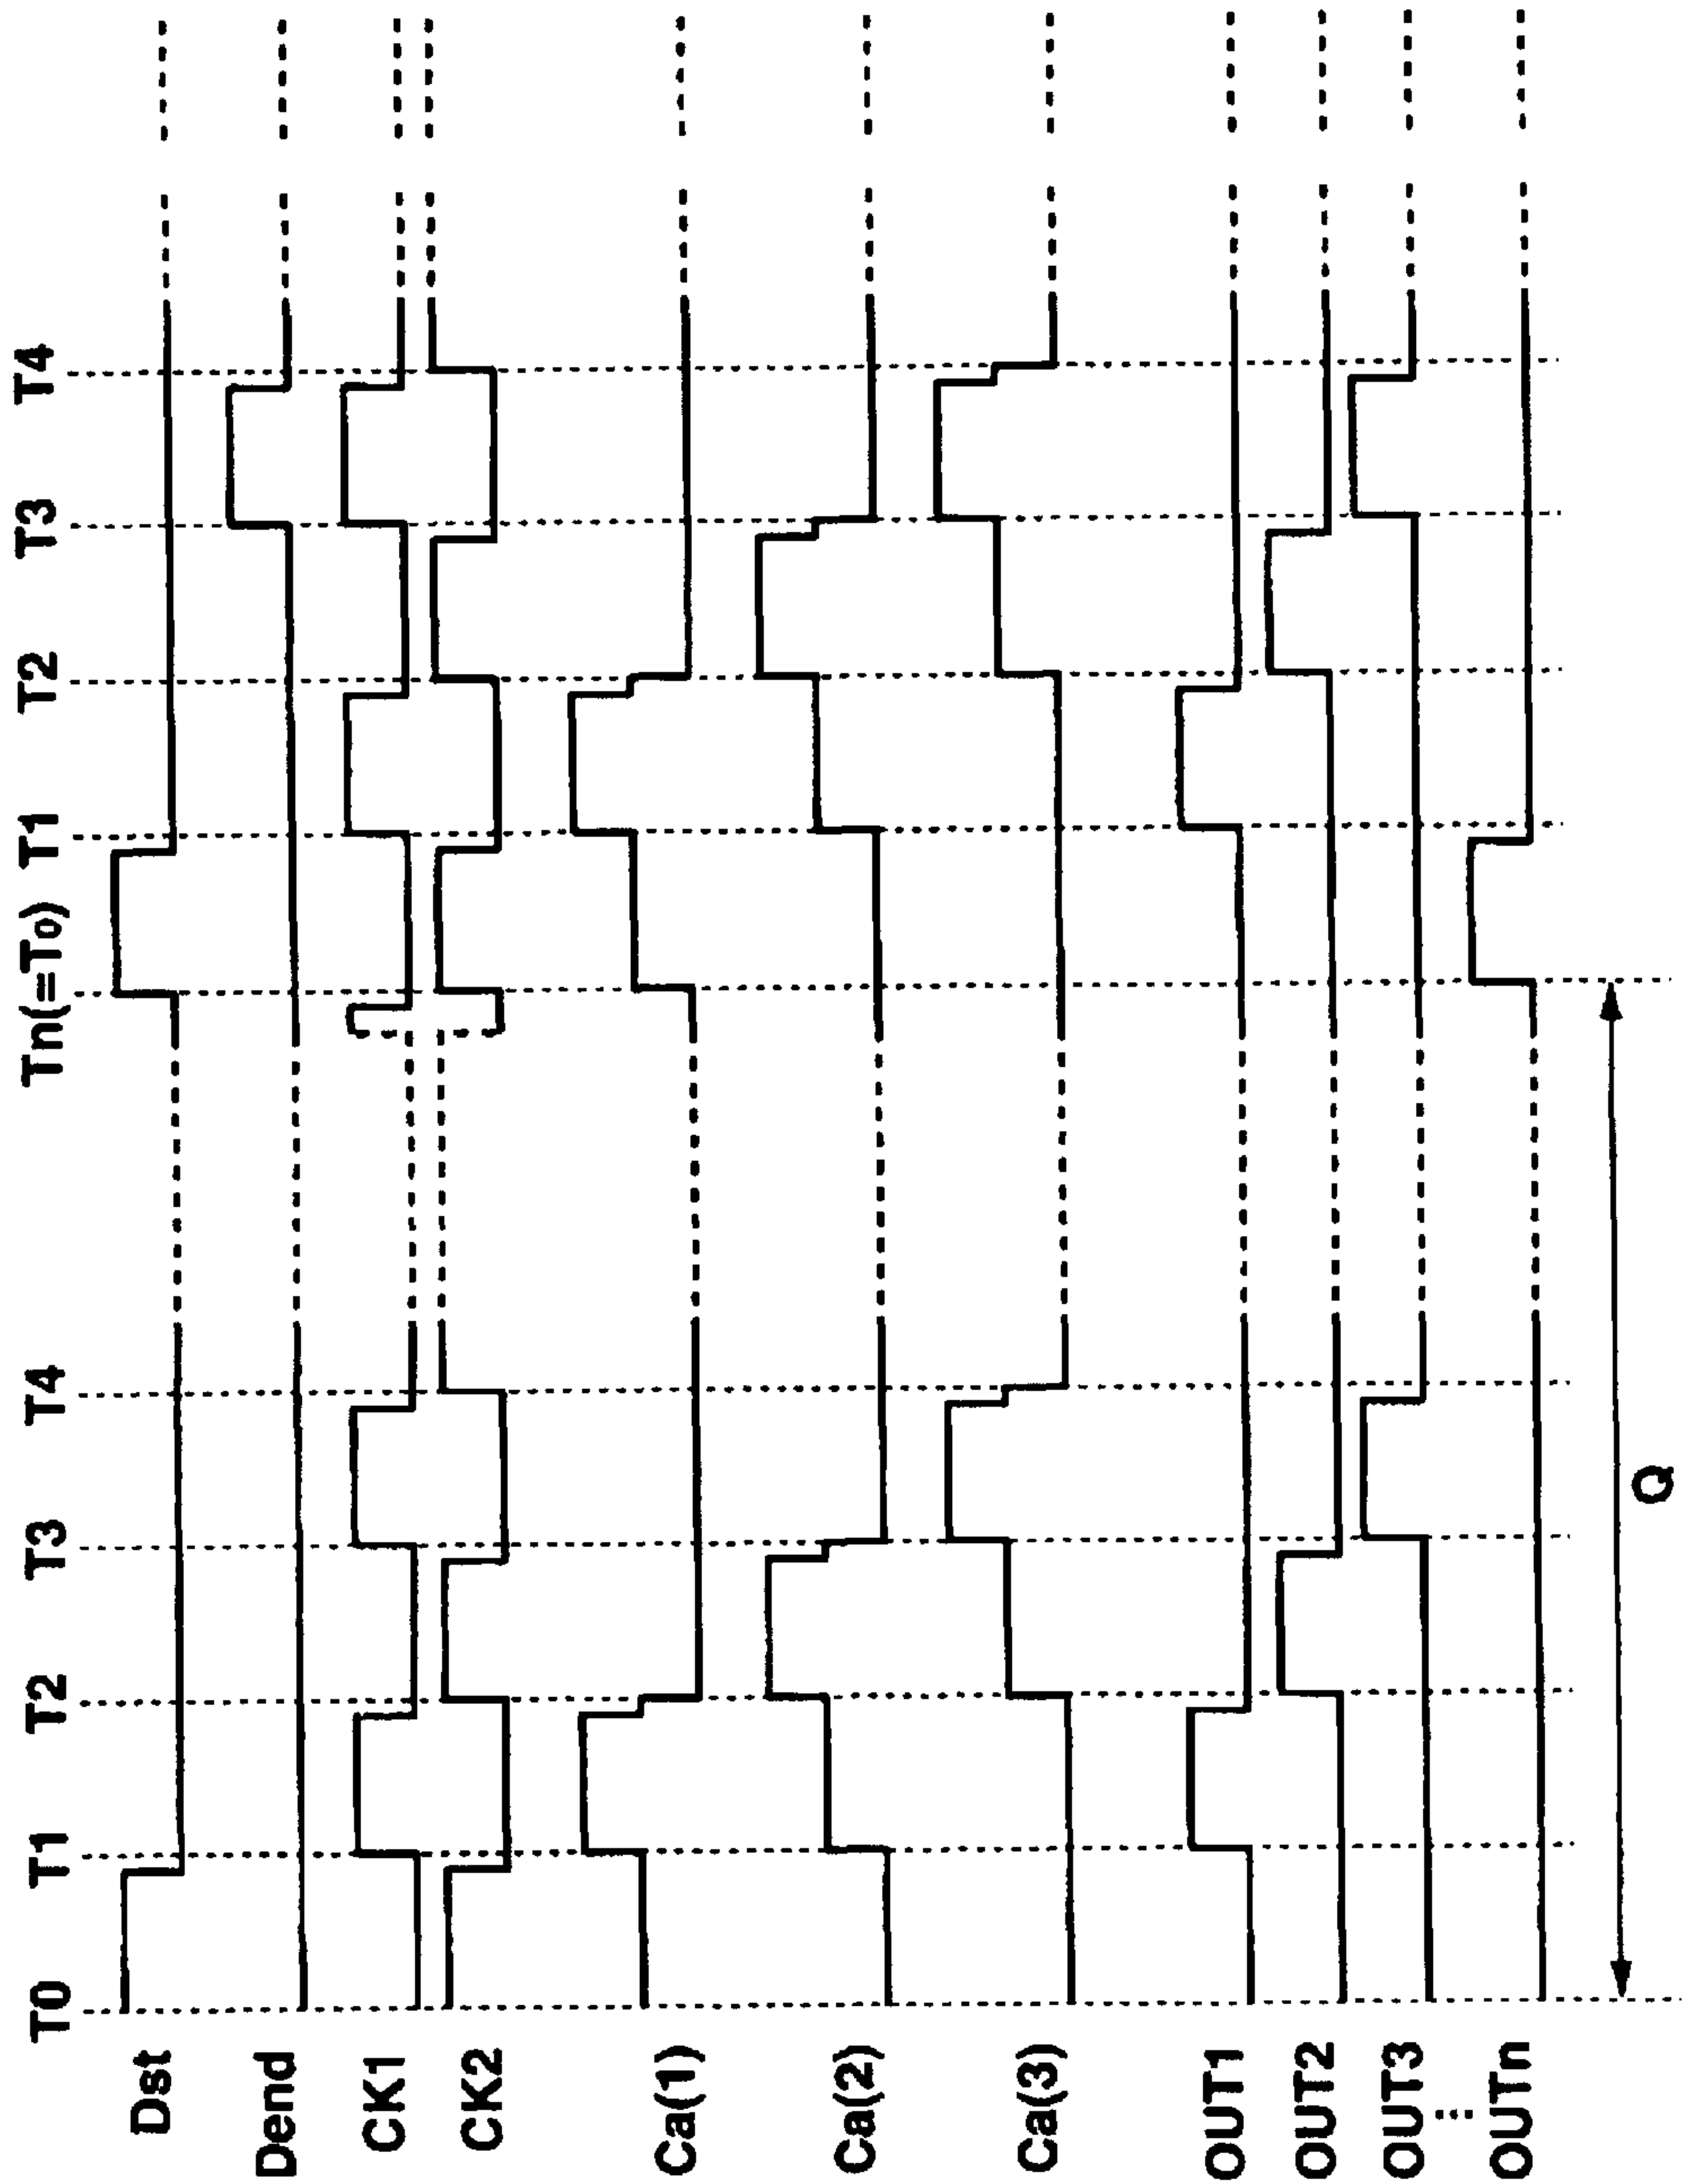 T0 T1 T2 T3 T4 Tn(=T0) T1 T2 T3 T4
Dst
Dend
CK1
CK2
Ca(1)
Ca(2)
Ca(3)
OUT1
OUT2
OUT3
OUTn
Q